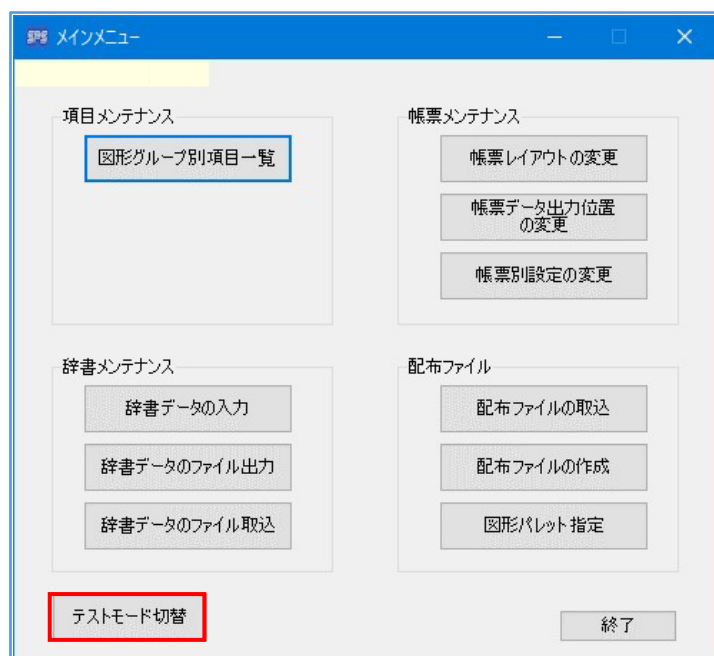 SPS メインメニュー
項目メンテナンス
図形グループ別項目一覧
帳票メンテナンス
帳票レイアウトの変更
帳票データ出力位置
の変更
帳票別設定の変更
辞書メンテナンス
辞書データの入力
辞書データのファイル出力
辞書データのファイル取込
配布ファイル
配布ファイルの取込
配布ファイルの作成
図形パレット指定
テストモード切替
終了